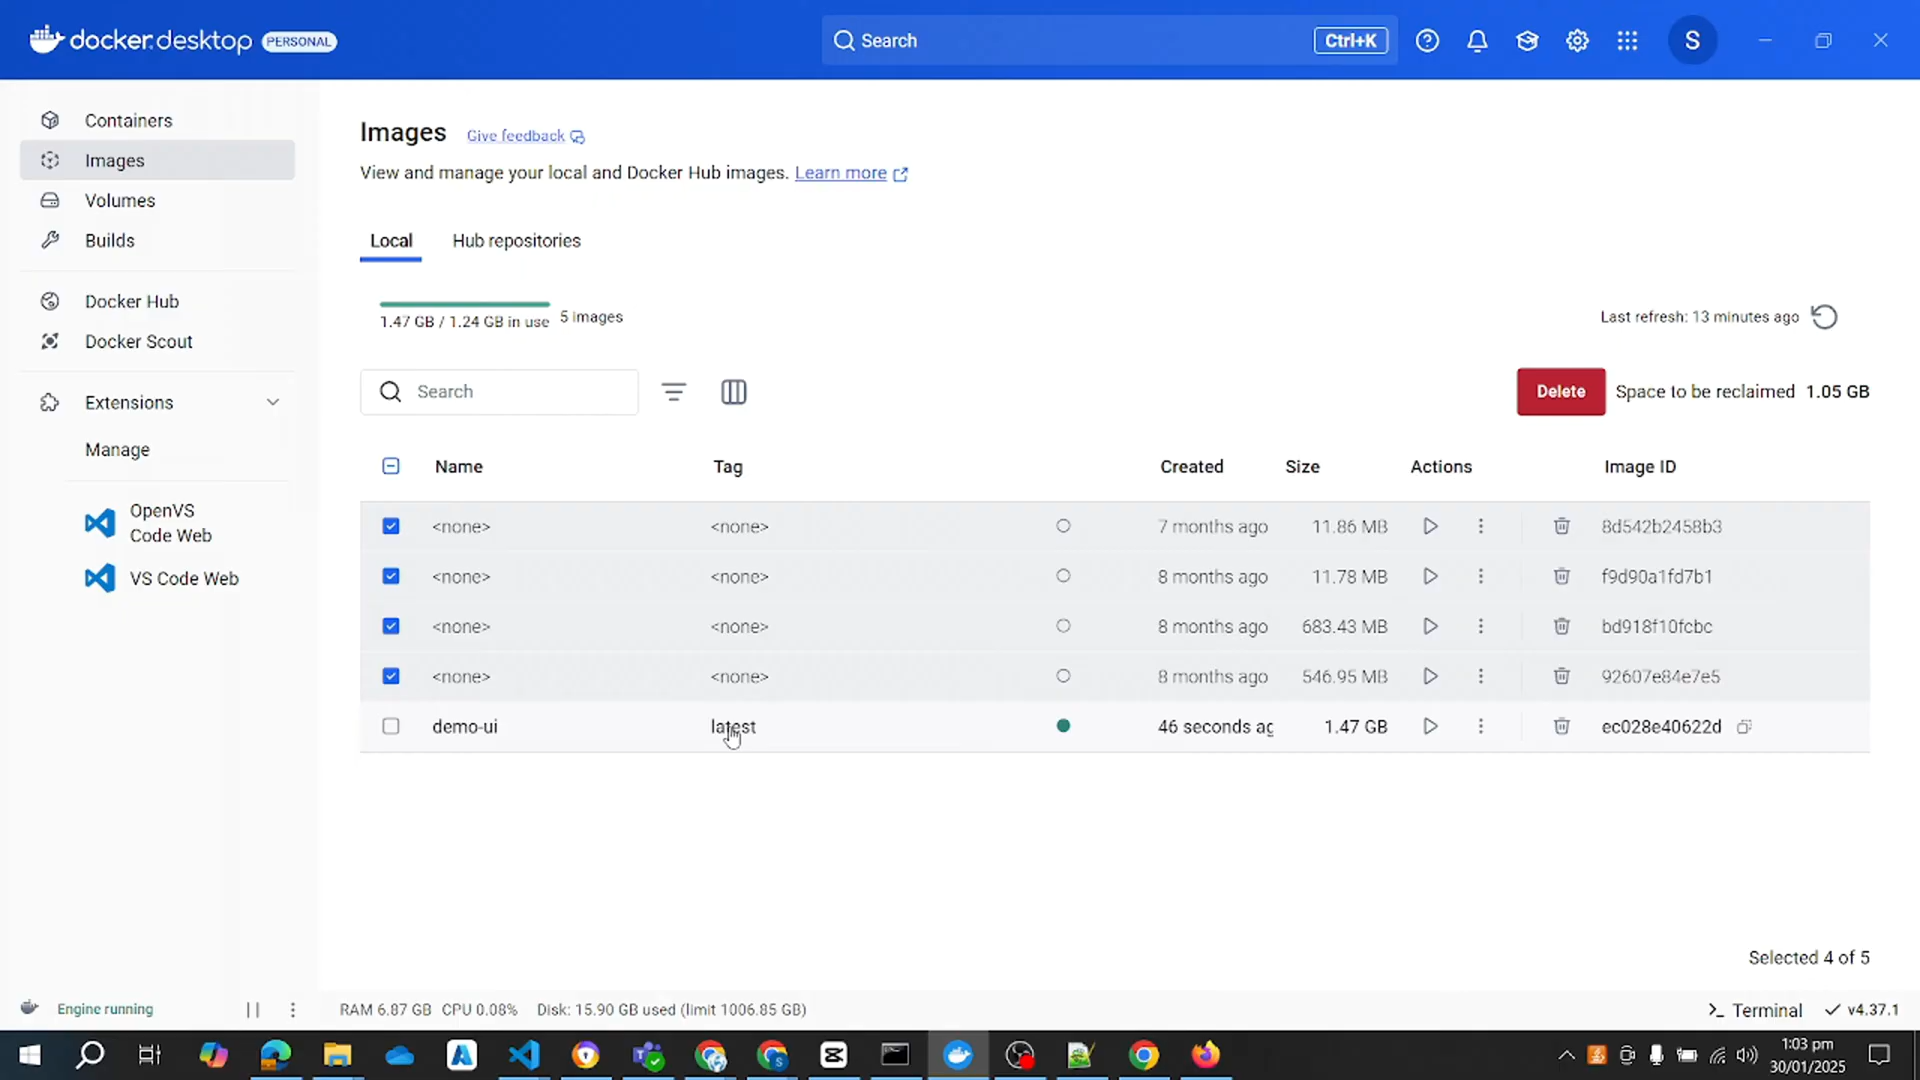 docker.desktop PERSONAL
Search
Ctrl+K
S
Containers
Images
Volumes
Builds
Docker Hub
Docker Scout
Extensions
Manage
OpenVS
Code Web
VS Code Web
Images
Give feedback
View and manage your local and Docker Hub images. Learn more
Local
Hub repositories
1.47 GB / 1.24 GB in use
5 images
Last refresh: 13 minutes ago
Search
Delete
Space to be reclaimed 1.05 GB
Name Tag Created Size Actions Image ID
<none> <none> 7 months ago 11.86 MB 8d542b2458b3
<none> <none> 8 months ago 11.78 MB f9d90a1fd7b1
<none> <none> 8 months ago 683.43 MB bd918f10fcbc
<none> <none> 8 months ago 546.95 MB 92607e84e7e5
demo-ui latest 46 seconds ag 1.47 GB ec028e40622d
Selected 4 of 5
Engine running
RAM 6.87 GB CPU 0.08% Disk: 15.90 GB used (limit 1006.85 GB)
Terminal
v4.37.1
1:03 pm
30/01/2025